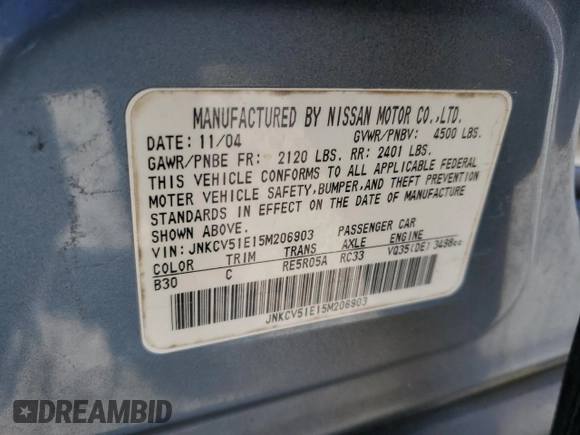 MANUFACTURED BY NISSAN MOTOR CO.,LTD.
DATE: 11/04 GVWR/PNBV: 4500 LBS.
GAWR/PNBE FR: 2120 LBS. RR: 2401 LBS.
THIS VEHICLE CONFORMS TO ALL APPLICABLE FEDERAL
MOTOR VEHICLE SAFETY,BUMPER,AND THEFT PREVENTION
STANDARDS IN EFFECT ON THE DATE OF MANUFACTURE
SHOWN ABOVE.
VIN: JNKCV51E15M206903 PASSENGER CAR
COLOR TRIM TRANS AXLE ENGINE
B30 C RE5R05A RC33 VQ35(DE)3498cc
JNKCV51E15M206903
DREAMBID